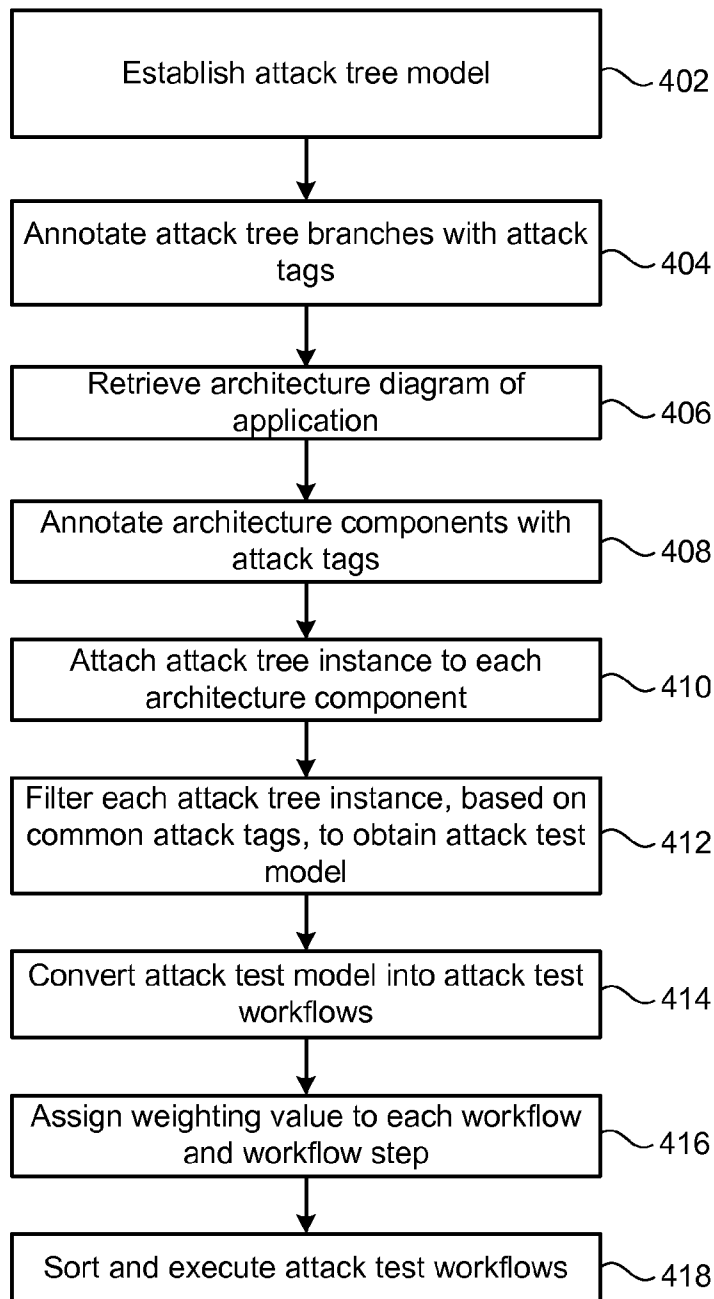 Establish attack tree model
402
Annotate attack tree branches with attack
tags
404
Retrieve architecture diagram of
application
406
Annotate architecture components with
attack tags
408
Attach attack tree instance to each
architecture component
410
Filter each attack tree instance, based on
common attack tags, to obtain attack test
model
412
Convert attack test model into attack test
workflows
414
Assign weighting value to each workflow
and workflow step
416
Sort and execute attack test workflows
418